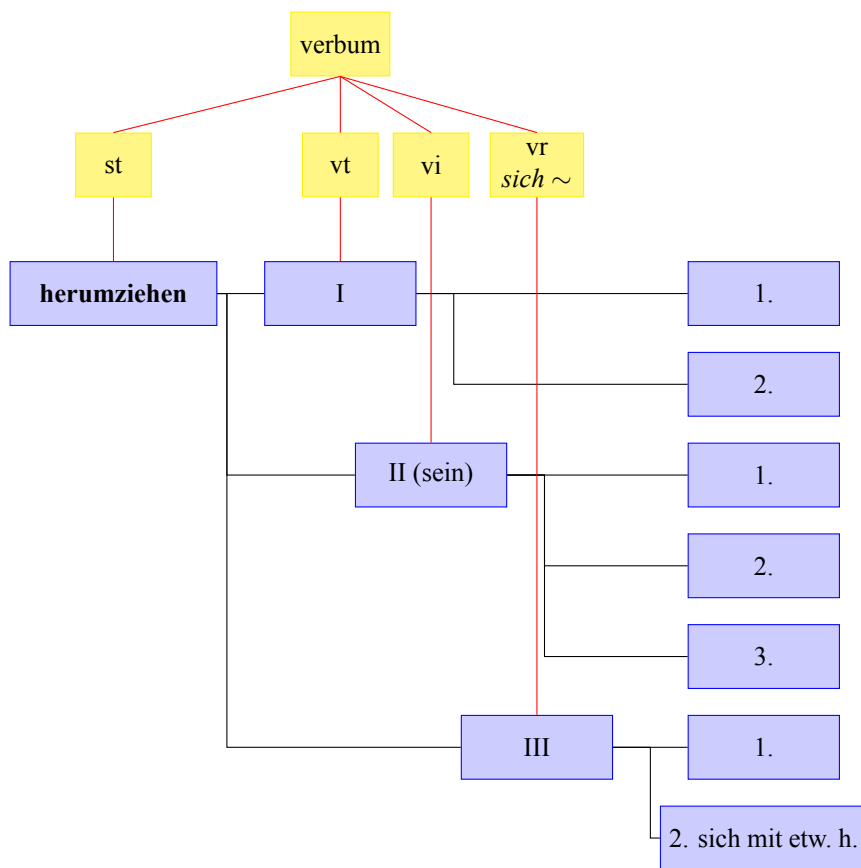 verbum
st
vt
vi
vr
sich ∼
herumziehen
I
1.
2.
II (sein)
1.
2.
3.
III
1.
2. sich mit etw. h.